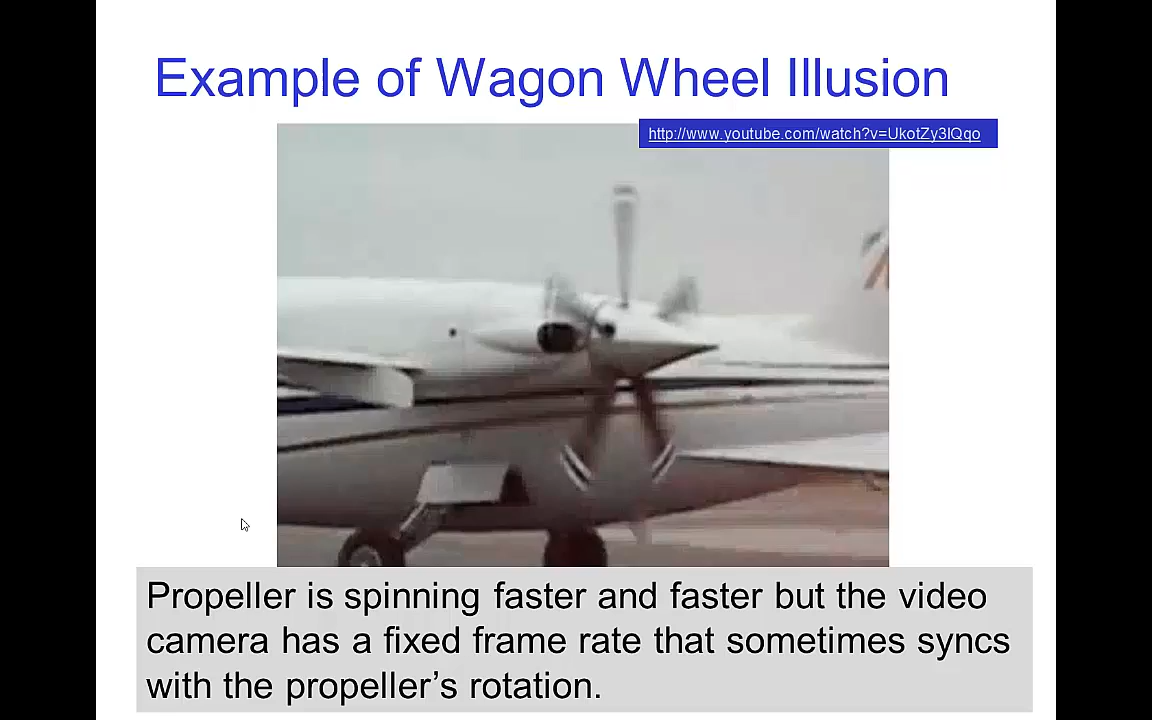 Example of Wagon Wheel Illusion
http://www.youtube.com/watch?v=UkotZy3lQqo
Propeller is spinning faster and faster but the video
camera has a fixed frame rate that sometimes syncs
with the propeller’s rotation.